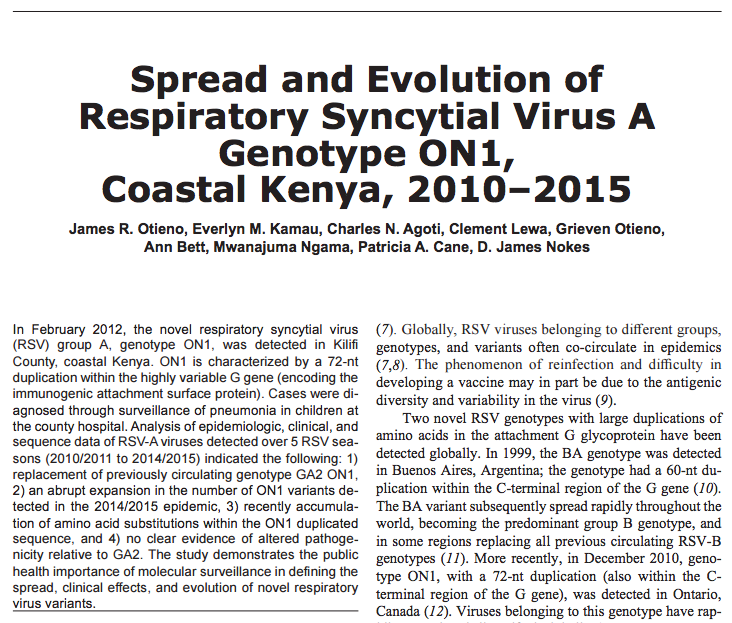 Spread and Evolution of
Respiratory Syncytial Virus A
Genotype ON1,
Coastal Kenya, 2010–2015
James R. Otieno, Everlyn M. Kamau, Charles N. Agoti, Clement Lewa, Grieven Otieno,
Ann Bett, Mwanajuma Ngama, Patricia A. Cane, D. James Nokes
In February 2012, the novel respiratory syncytial virus
(RSV) group A, genotype ON1, was detected in Kilifi
County, coastal Kenya. ON1 is characterized by a 72-nt
duplication within the highly variable G gene (encoding the
immunogenic attachment surface protein). Cases were di-
agnosed through surveillance of pneumonia in children at
the county hospital. Analysis of epidemiologic, clinical, and
sequence data of RSV-A viruses detected over 5 RSV sea-
sons (2010/2011 to 2014/2015) indicated the following: 1)
replacement of previously circulating genotype GA2 ON1,
2) an abrupt expansion in the number of ON1 variants de-
tected in the 2014/2015 epidemic, 3) recently accumula-
tion of amino acid substitutions within the ON1 duplicated
sequence, and 4) no clear evidence of altered pathoge-
nicity relative to GA2. The study demonstrates the public
health importance of molecular surveillance in defining the
spread, clinical effects, and evolution of novel respiratory
virus variants.
(7). Globally, RSV viruses belonging to different groups,
genotypes, and variants often co-circulate in epidemics
(7,8). The phenomenon of reinfection and difficulty in
developing a vaccine may in part be due to the antigenic
diversity and variability in the virus (9).
Two novel RSV genotypes with large duplications of
amino acids in the attachment G glycoprotein have been
detected globally. In 1999, the BA genotype was detected
in Buenos Aires, Argentina; the genotype had a 60-nt du-
plication within the C-terminal region of the G gene (10).
The BA variant subsequently spread rapidly throughout the
world, becoming the predominant group B genotype, and
in some regions replacing all previous circulating RSV-B
genotypes (11). More recently, in December 2010, geno-
type ON1, with a 72-nt duplication (also within the C-
terminal region of the G gene), was detected in Ontario,
Canada (12). Viruses belonging to this genotype have rap-